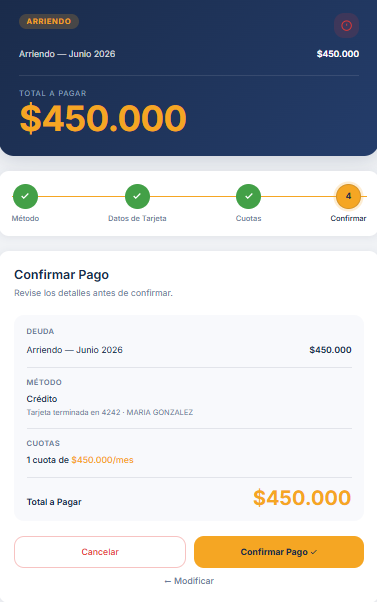 ARRIENDO
Arriendo — Junio 2026 $450.000
TOTAL A PAGAR
$450.000
4
Método Datos de Tarjeta Cuotas Confirmar
Confirmar Pago
Revise los detalles antes de confirmar.
DEUDA
Arriendo — Junio 2026 $450.000
MÉTODO
Crédito
Tarjeta terminada en 4242 · MARIA GONZALEZ
CUOTAS
1 cuota de $450.000/mes
Total a Pagar $450.000
Cancelar Confirmar Pago ✓
← Modificar